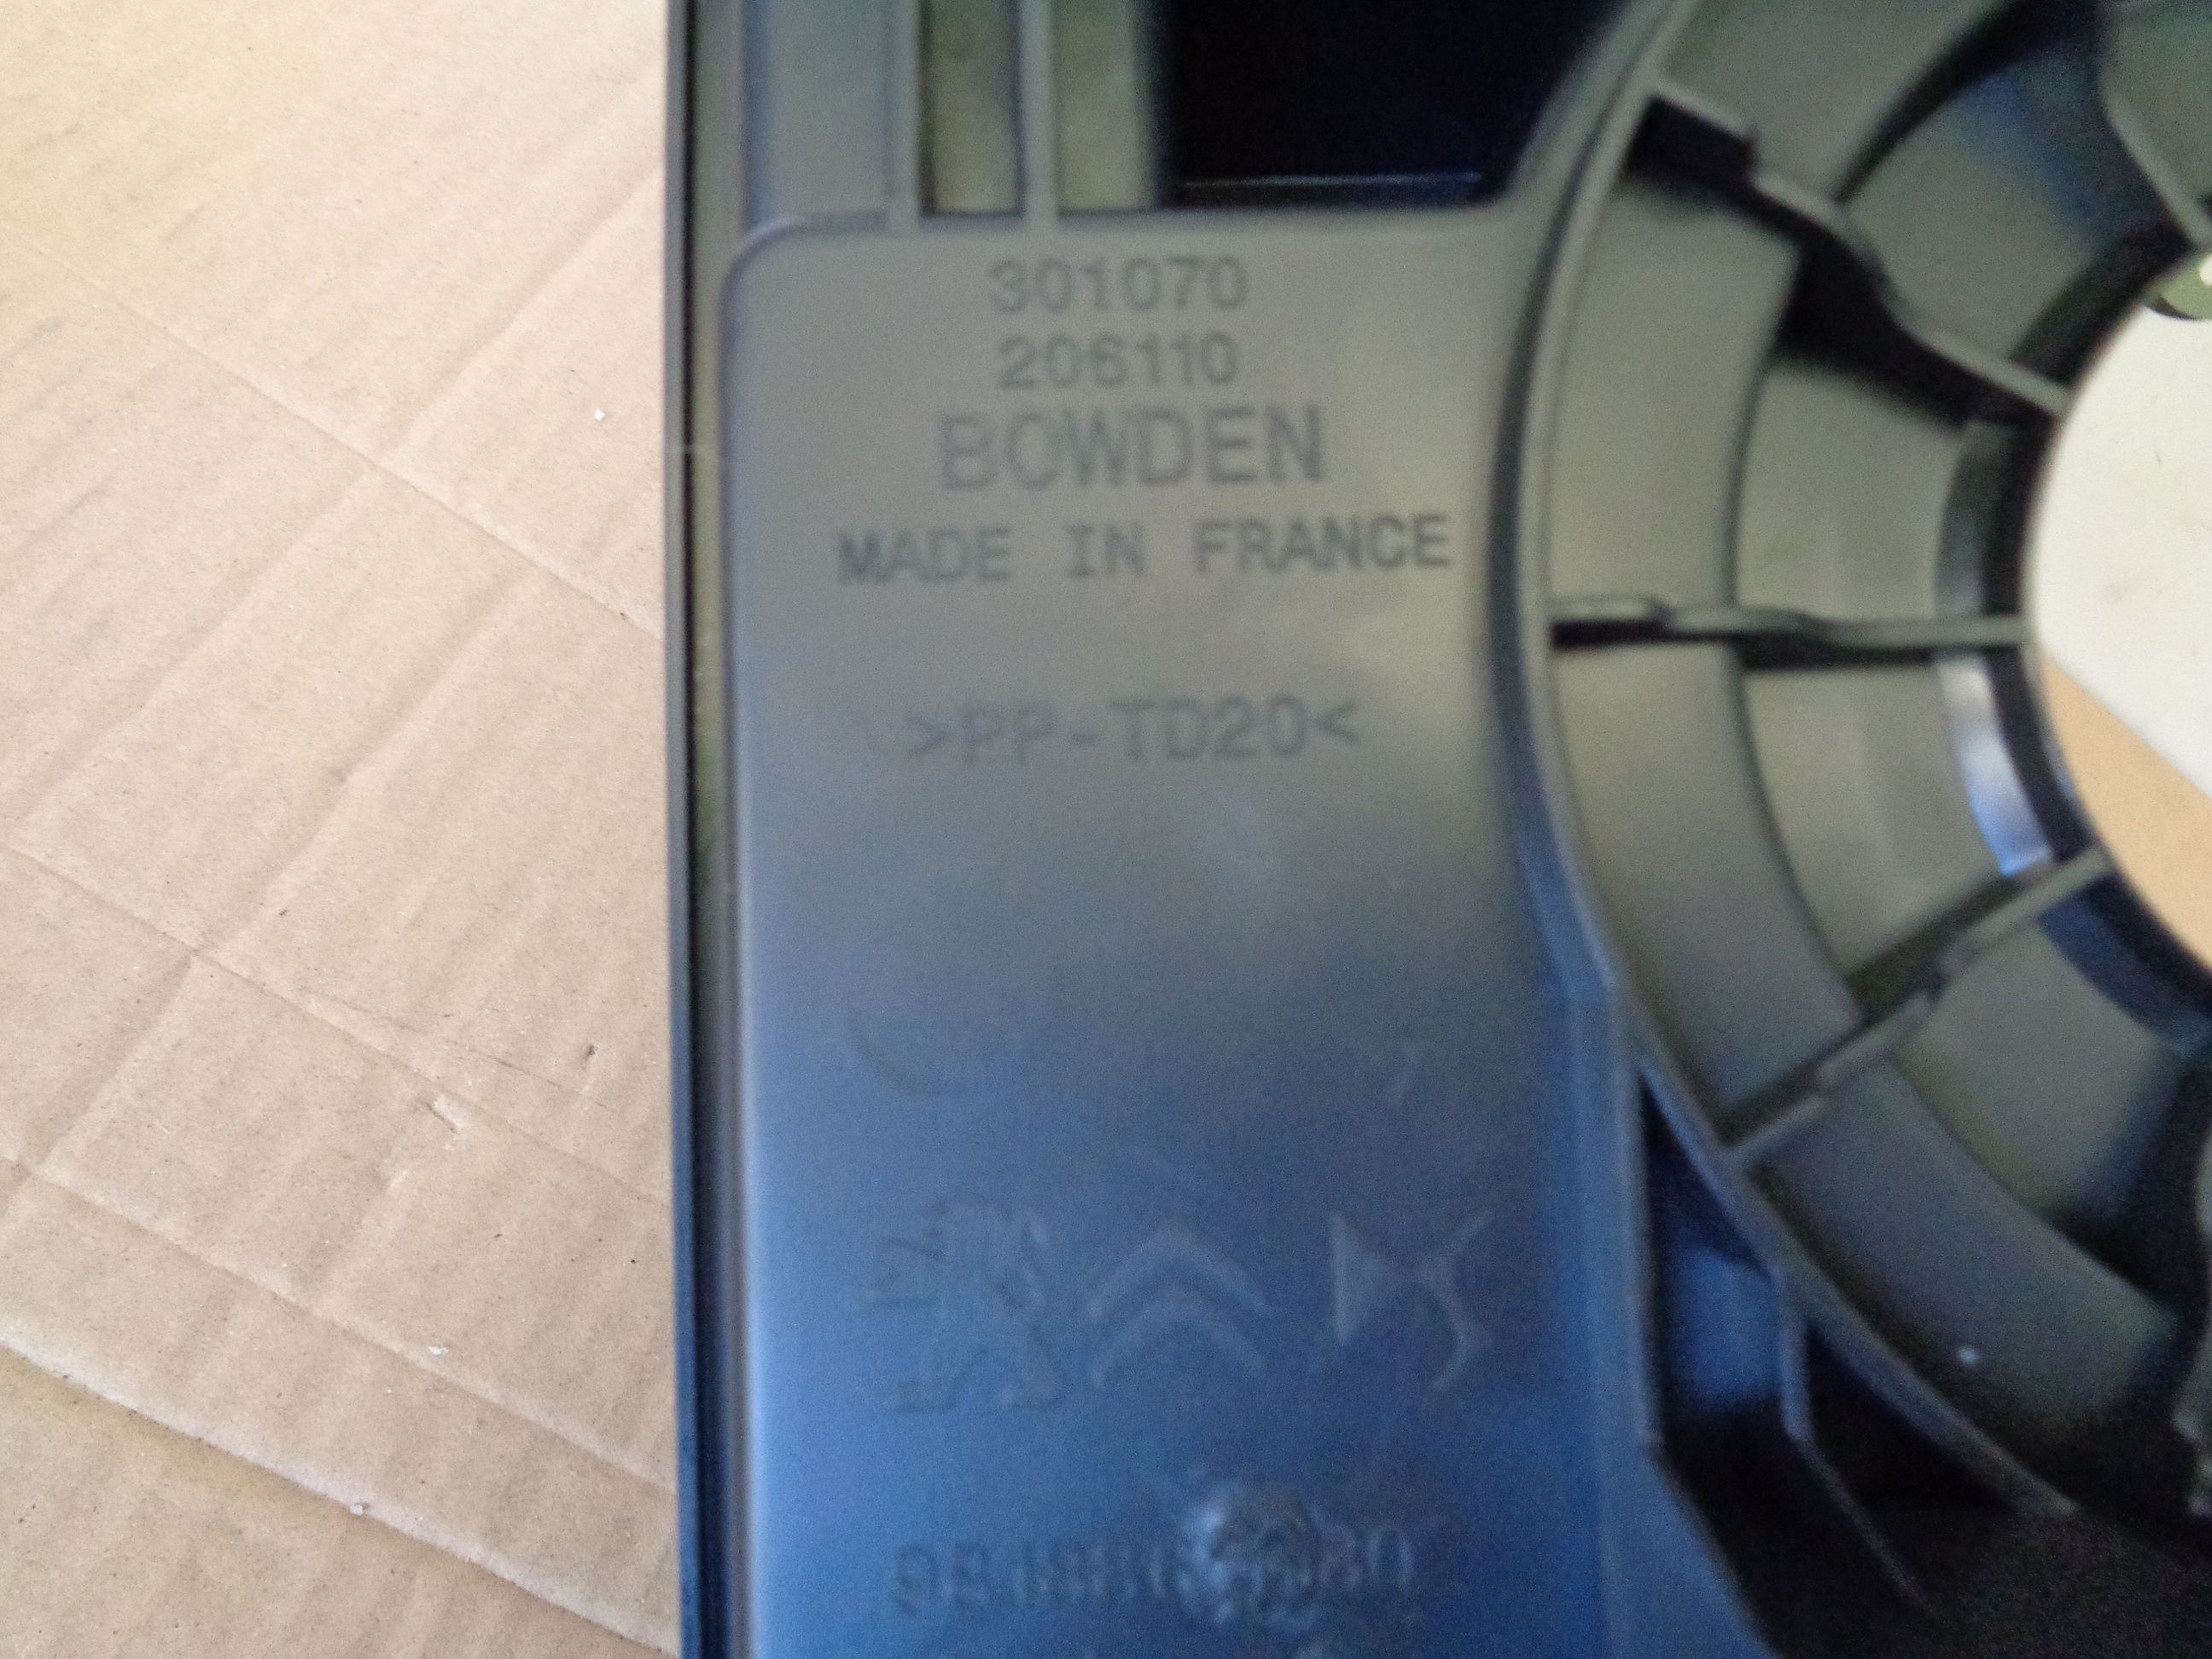 301070
206110
BOWDEN
MADE IN FRANCE
>PP-TD20<